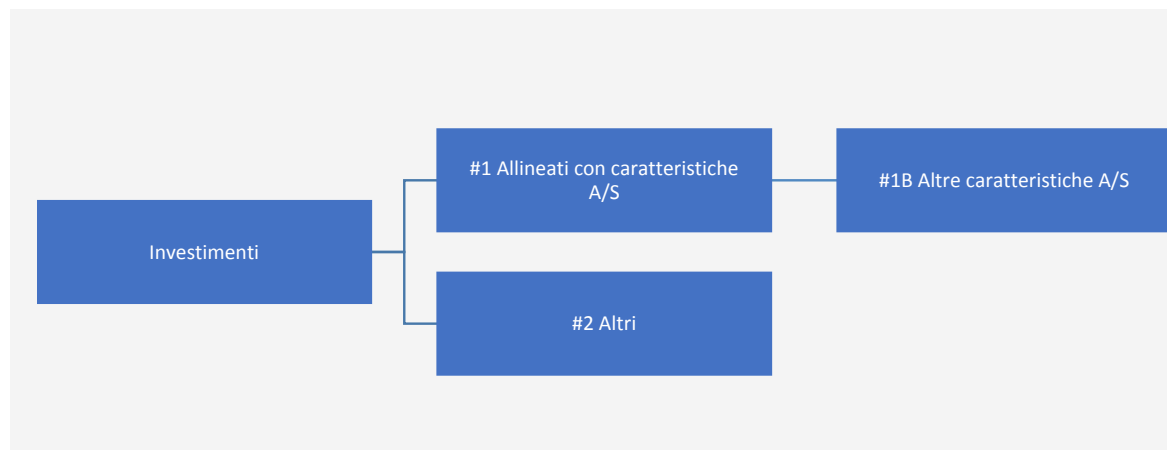 #1 Allineati con caratteristiche
A/S
#1B Altre caratteristiche A/S
Investimenti
#2 Altri